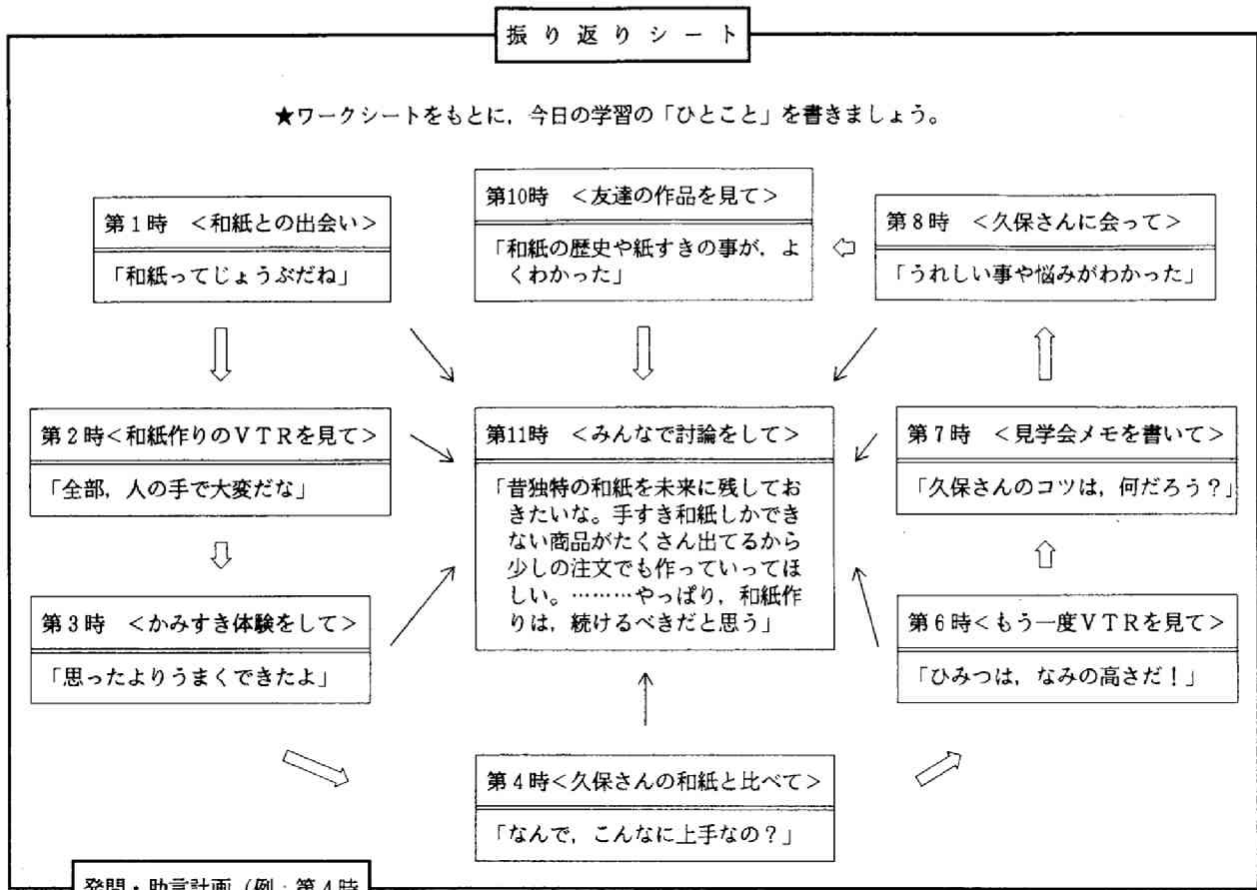 振り返りシート
★ワークシートをもとに，今日の学習の「ひとこと」を書きましょう。
第１時　＜和紙との出会い＞
「和紙ってじょうぶだね」
第２時＜和紙作りのＶＴＲを見て＞
「全部，人の手で大変だな」
第３時　＜かみすき体験をして＞
「思ったよりうまくできたよ」
第４時＜久保さんの和紙と比べて＞
「なんで，こんなに上手なの？」
第６時＜もう一度ＶＴＲを見て＞
「ひみつは，なみの高さだ！」
第７時　＜見学会メモを書いて＞
「久保さんのコツは，何だろう？」
第８時　＜久保さんに会って＞
「うれしい事や悩みがわかった」
第10時　＜友達の作品を見て＞
「和紙の歴史や紙すきの事が，よ
くわかった」
第11時　＜みんなで討論をして＞
「昔独特の和紙を未来に残してお
きたいな。手すき和紙しかでき
ない商品がたくさん出てるから
少しの注文でも作っていってほ
しい。………やっぱり，和紙作
りは，続けるべきだと思う」
発問・助言計画（例：第４時